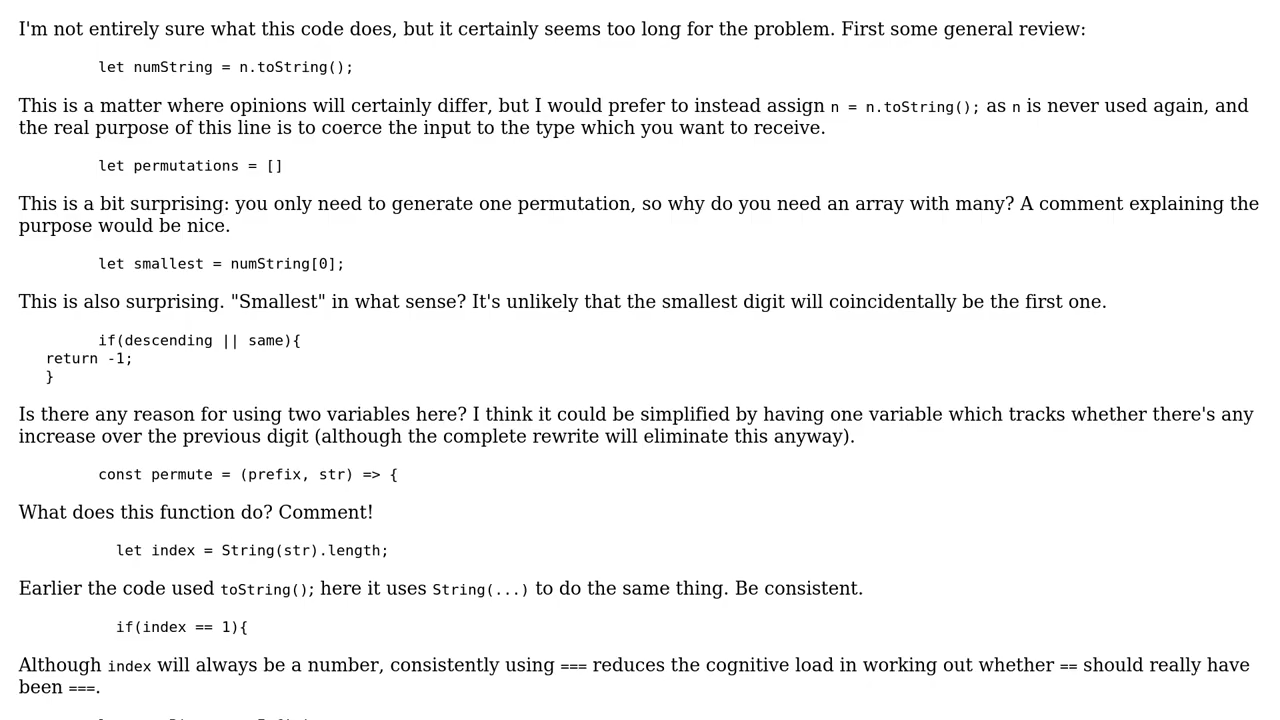 I'm not entirely sure what this code does, but it certainly seems too long for the problem. First some general review:
let numString = n.toString();
This is a matter where opinions will certainly differ, but I would prefer to instead assign n = n.toString(); as n is never used again, and
the real purpose of this line is to coerce the input to the type which you want to receive.
let permutations = []
This is a bit surprising: you only need to generate one permutation, so why do you need an array with many? A comment explaining the
purpose would be nice.
let smallest = numString[0];
This is also surprising. "Smallest" in what sense? It's unlikely that the smallest digit will coincidentally be the first one.
if(descending || same){
return -1;
}
Is there any reason for using two variables here? I think it could be simplified by having one variable which tracks whether there's any
increase over the previous digit (although the complete rewrite will eliminate this anyway).
const permute = (prefix, str) => {
What does this function do? Comment!
let index = String(str).length;
Earlier the code used toString(); here it uses String(...) to do the same thing. Be consistent.
if(index == 1){
Although index will always be a number, consistently using === reduces the cognitive load in working out whether == should really have
been ===.